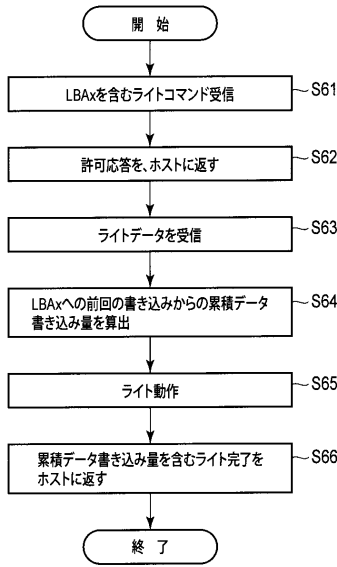 開 始
LBAxを含むライトコマンド受信
S61
許可応答を、ホストに返す
S62
ライトデータを受信
S63
LBAxへの前回の書き込みからの累積データ
書き込み量を算出
S64
ライト動作
S65
累積データ書き込み量を含むライト完了を
ホストに返す
S66
終 了